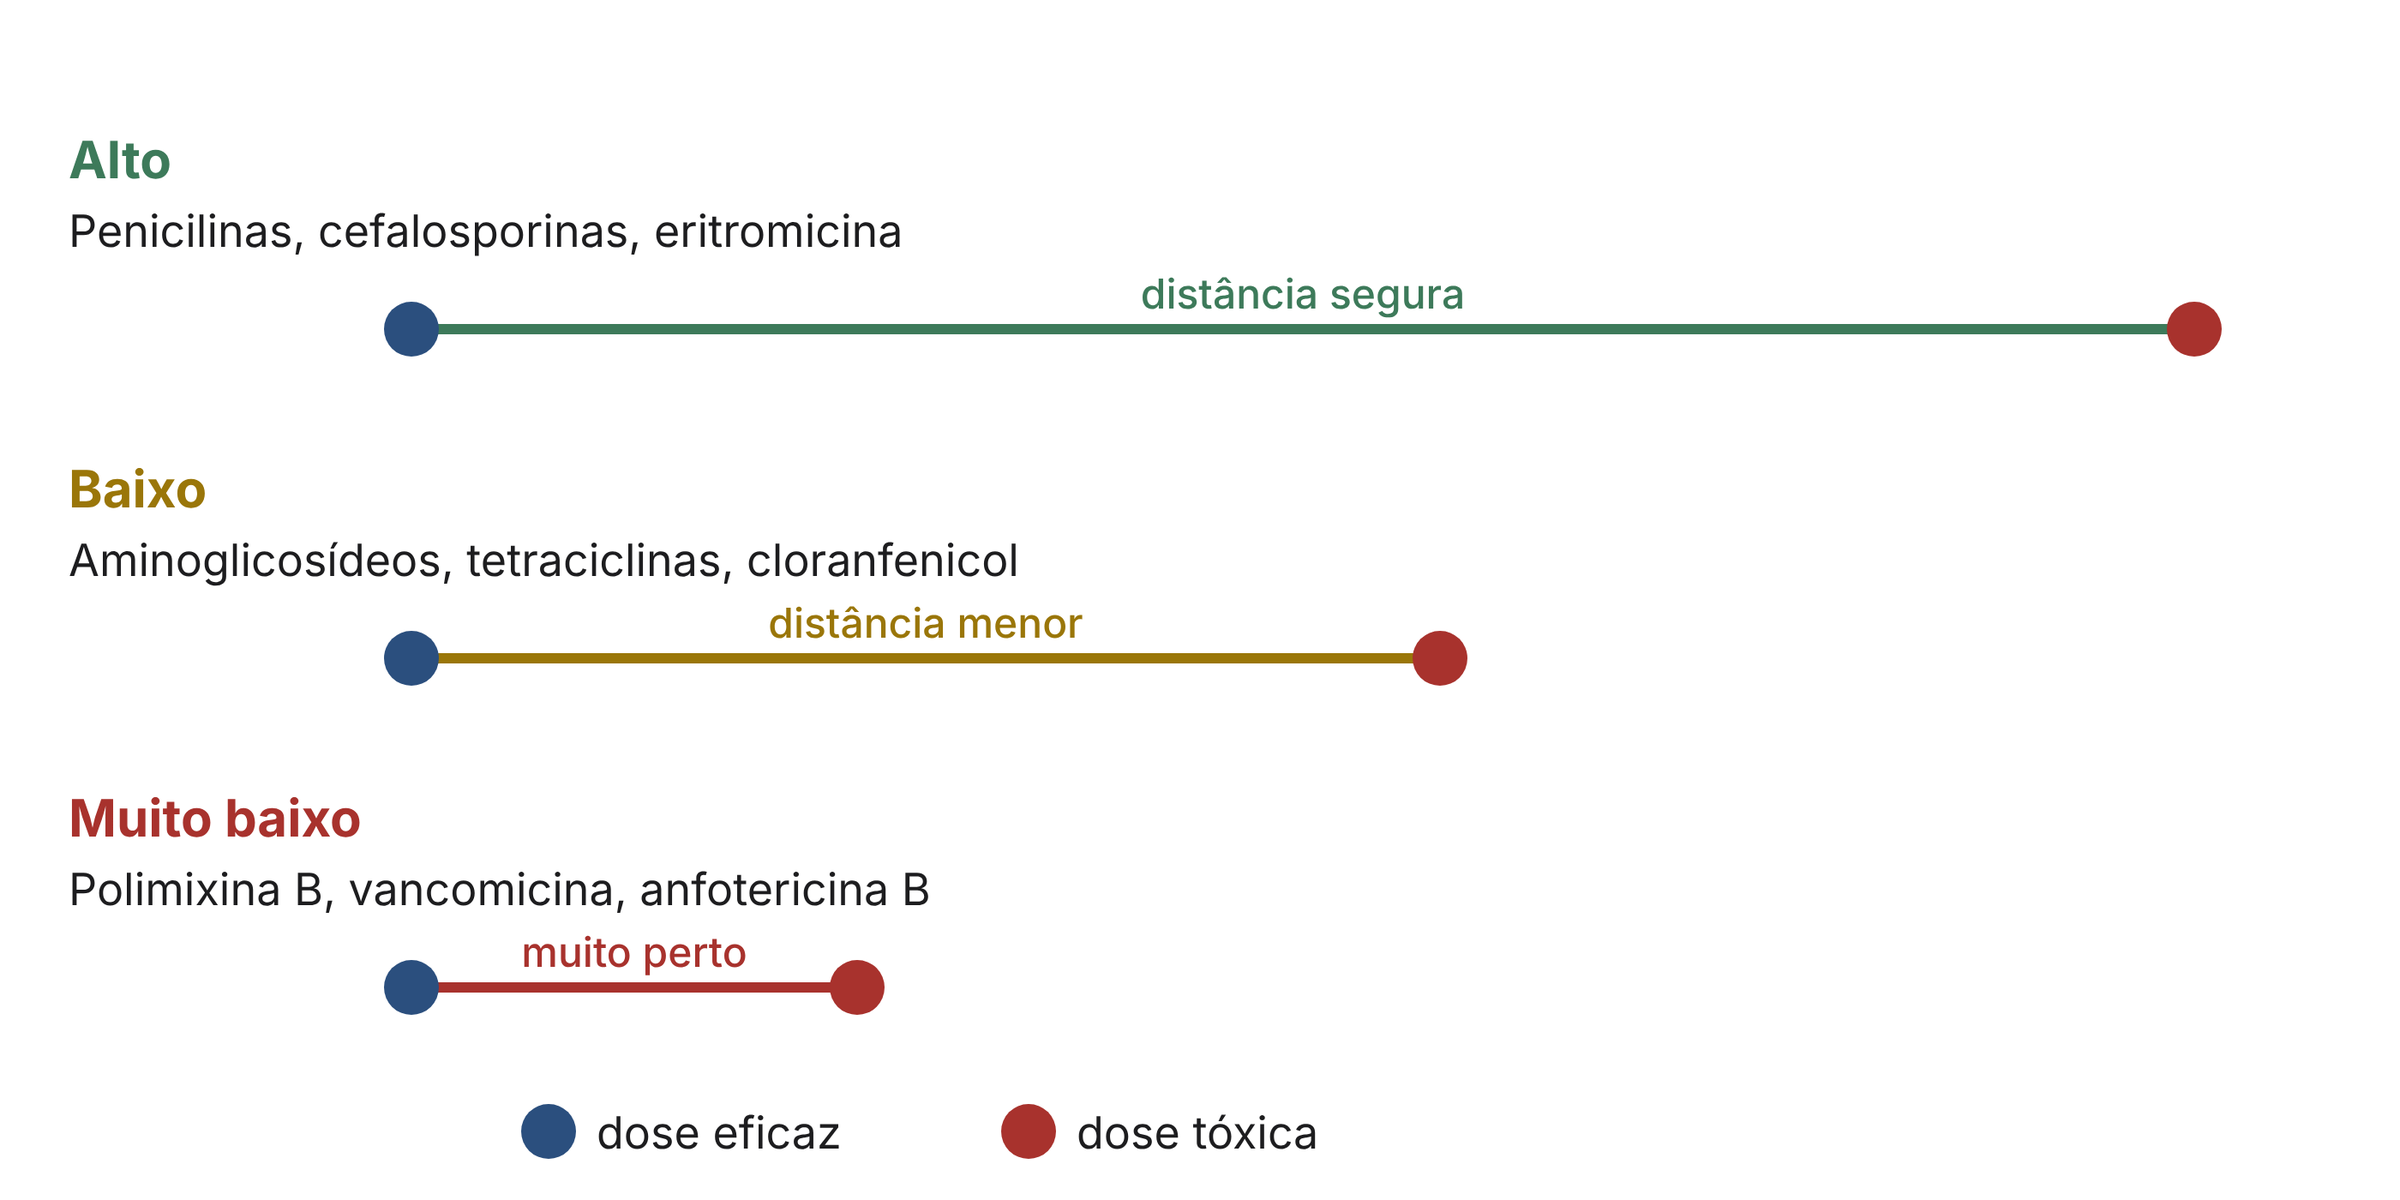 Alto
Penicilinas, cefalosporinas, eritromicina
distância segura
Baixo
Aminoglicosídeos, tetraciclinas, cloranfenicol
distância menor
Muito baixo
Polimixina B, vancomicina, anfotericina B
muito perto
dose eficaz
dose tóxica